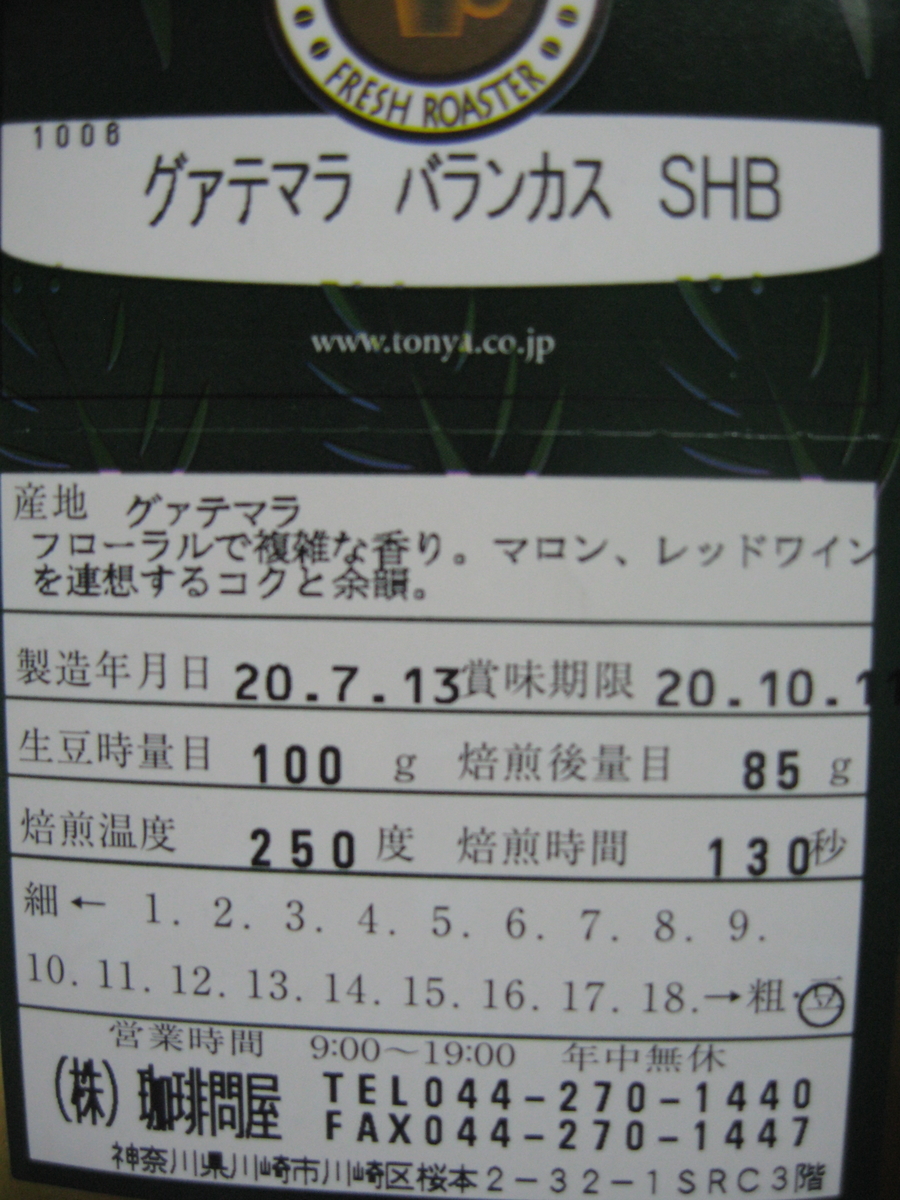 FRESH ROASTER
1006
グァテマラ バランカス SHB
www.tonya.co.jp
産地 グァテマラ
フローラルで複雑な香り。マロン、レッドワイン
を連想するコクと余韻。
製造年月日 20.7.13 賞味期限 20.10.11
生豆時量目 100 g 焙煎後量目 85 g
焙煎温度 250 度 焙煎時間 130 秒
細← 1. 2. 3. 4. 5. 6. 7. 8. 9.
10. 11. 12. 13. 14. 15. 16. 17. 18.→粗・豆
営業時間 9:00〜19:00 年中無休
(株)珈琲問屋 TEL044-270-1440
FAX044-270-1447
神奈川県川崎市川崎区桜本2-32-1SRC3階